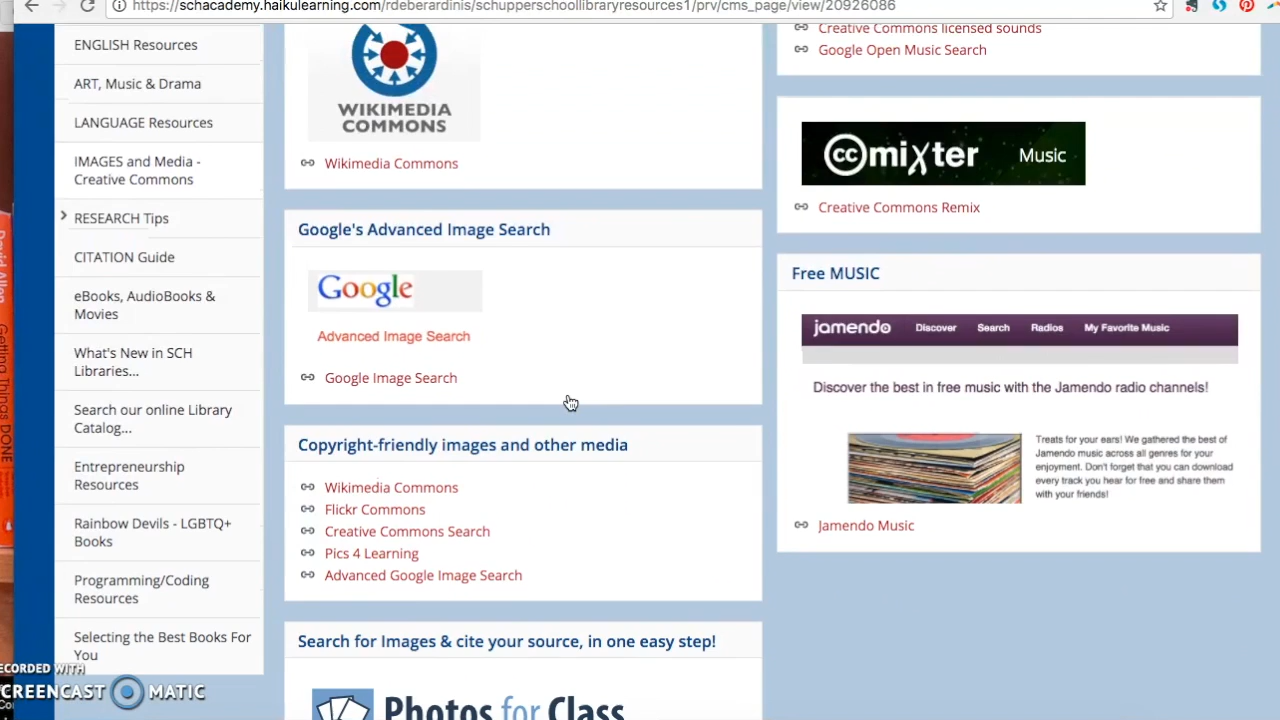 https://schacademy.haikulearning.com/rdeberardinis/schupperschoollibraryresources1/prv/cms_page/view/20926086
ENGLISH Resources
ART, Music & Drama
LANGUAGE Resources
IMAGES and Media -
Creative Commons
RESEARCH Tips
CITATION Guide
eBooks, AudioBooks &
Movies
What's New in SCH
Libraries...
Search our online Library
Catalog...
Entrepreneurship
Resources
Rainbow Devils - LGBTQ+
Books
Programming/Coding
Resources
Selecting the Best Books For
You
WIKIMEDIA
COMMONS
Wikimedia Commons
Google's Advanced Image Search
Google
Advanced Image Search
Google Image Search
Copyright-friendly images and other media
Wikimedia Commons
Flickr Commons
Creative Commons Search
Pics 4 Learning
Advanced Google Image Search
Search for Images & cite your source, in one easy step!
Photos for Class
Creative Commons licensed sounds
Google Open Music Search
cc mixter Music
Creative Commons Remix
Free MUSIC
jamendo Discover Search Radios My Favorite Music
Discover the best in free music with the Jamendo radio channels!
Treats for your ears! We gathered the best of
Jamendo music across all genres for your
enjoyment. Don't forget that you can download
every track you hear for free and share them
with your friends!
Jamendo Music
David Allen
Getting Things DONE
RECORDED WITH
SCREENCAST MATIC